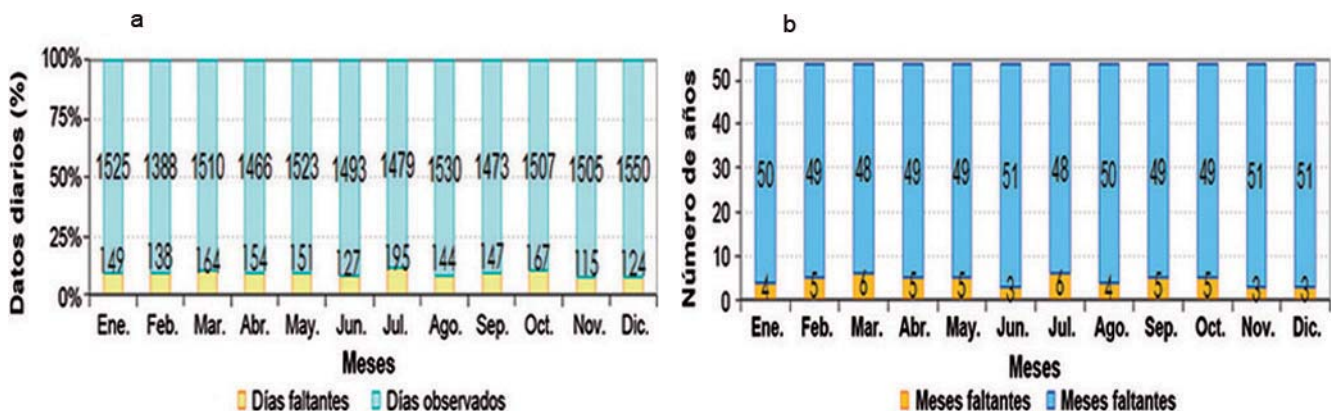 a
Datos diarios (%)
100%
75%
50%
25%
0%
1525 1388 1510 1466 1523 1493 1479 1530 1473 1507 1505 1550
149 138 164 154 151 127 195 144 147 167 115 124
Ene. Feb. Mar. Abr. May. Jun. Jul. Ago. Sep. Oct. Nov. Dic.
Meses
Días faltantes Días observados
b
Número de años
50
40
30
20
10
0
50 49 48 49 49 51 48 50 49 49 51 51
4 5 6 5 5 3 6 4 5 5 3 3
Ene. Feb. Mar. Abr. May. Jun. Jul. Ago. Sep. Oct. Nov. Dic.
Meses
Meses faltantes Meses faltantes